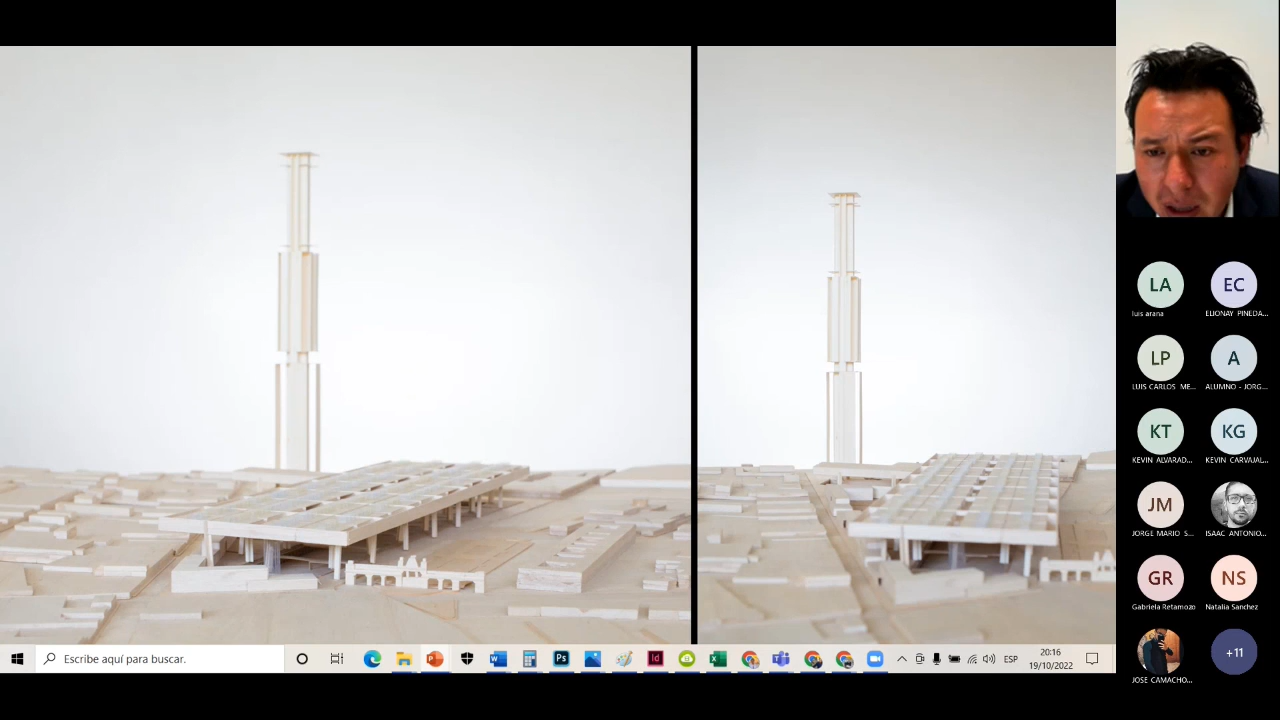 LA
EC
luis arana
ELIONAY PINEDA...
LP
A
LUIS CARLOS ME...
ALUMNO - JORG...
KT
KG
KEVIN ALVARAD...
KEVIN CARVAJAL...
JM
JORGE MARIO S...
ISAAC ANTONIO...
GR
NS
Gabriela Retamozo
Natalia Sanchez
JOSE CAMACHO...
+11
Escribe aquí para buscar.
ESP
20:16
19/10/2022